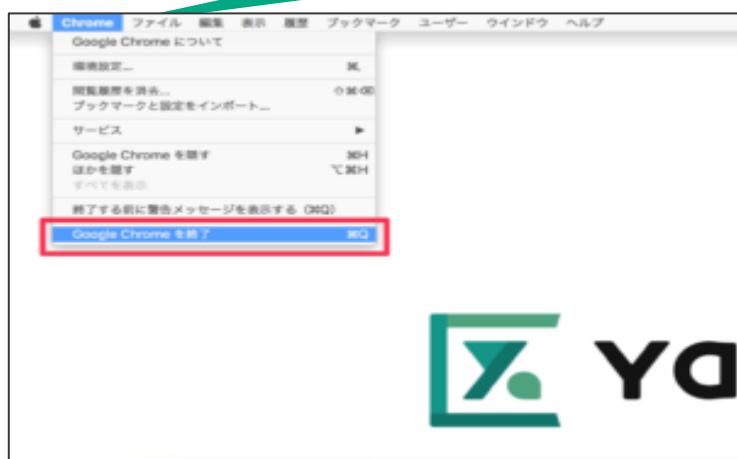 Chrome ファイル 編集 表示 履歴 ブックマーク ユーザー ウインドウ ヘルプ
Google Chrome について
環境設定... ⌘,
閲覧履歴を消去... ⇧⌘⌫
ブックマークと設定をインポート...
サービス ▶
Google Chrome を隠す ⌘H
ほかを隠す ⌥⌘H
すべてを表示
終了する前に警告メッセージを表示する（⌘Q）
Google Chrome を終了 ⌘Q